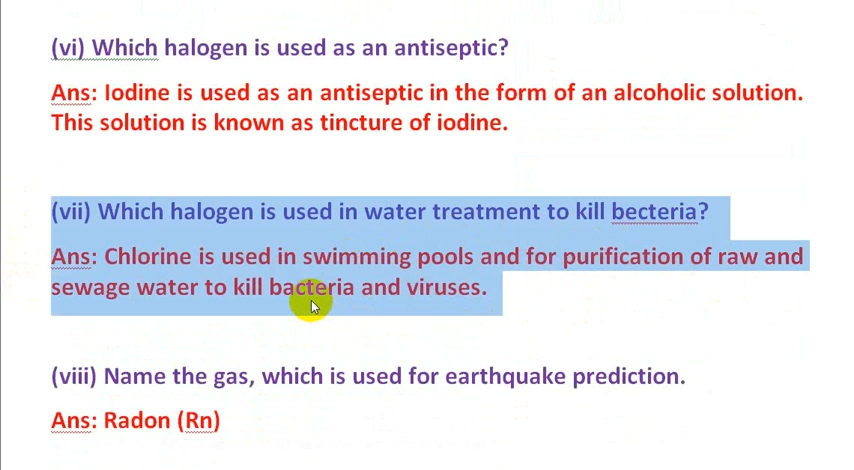 (vi) Which halogen is used as an antiseptic?
Ans: Iodine is used as an antiseptic in the form of an alcoholic solution.
This solution is known as tincture of iodine.
(vii) Which halogen is used in water treatment to kill becteria?
Ans: Chlorine is used in swimming pools and for purification of raw and
sewage water to kill bacteria and viruses.
(viii) Name the gas, which is used for earthquake prediction.
Ans: Radon (Rn)